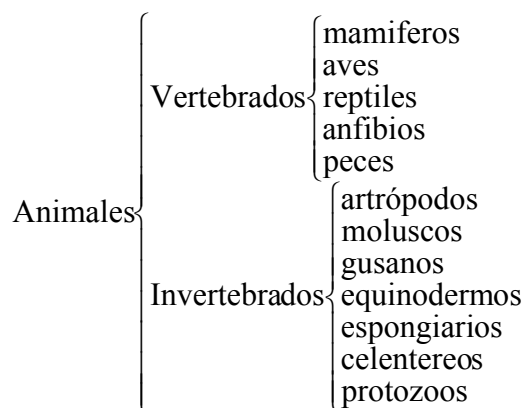 Animales
Vertebrados
mamiferos
aves
reptiles
anfibios
peces
Invertebrados
artrópodos
moluscos
gusanos
equinodermos
espongiarios
celentereos
protozoos